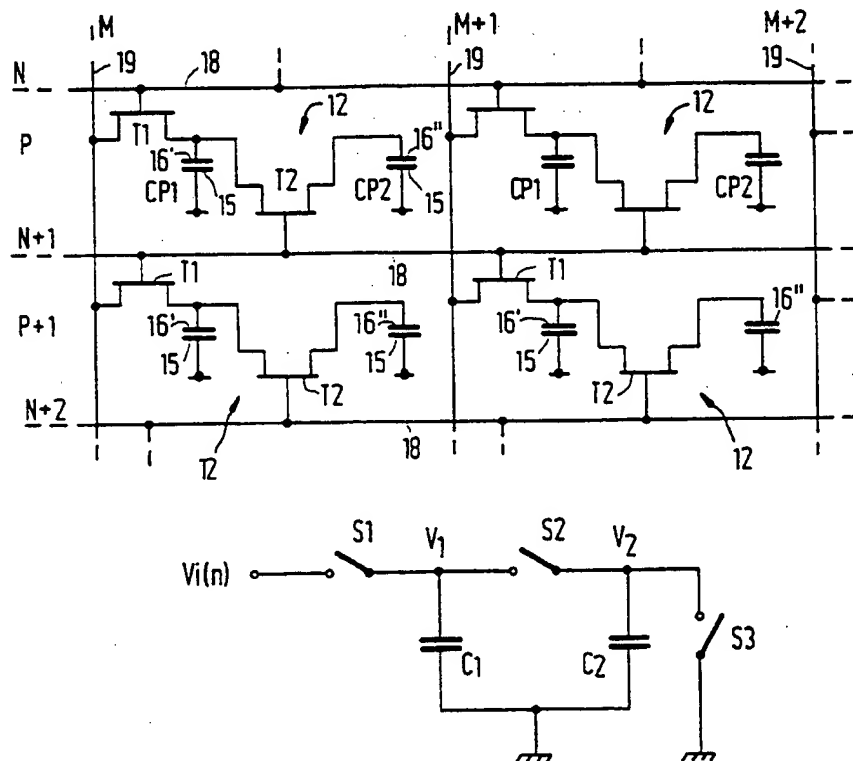 M M+1 M+2
N 19 18 19 19
12 12
P T1 16' T2 16" 
CP1 15 CP2 15 CP1 CP2
N+1
T1 18 T1
P+1 16' 16" 16' 16"
15 15 15
T2 T2
N+2
12 18 12
S1 V1 S2 V2
Vi(n)
C1 C2 S3